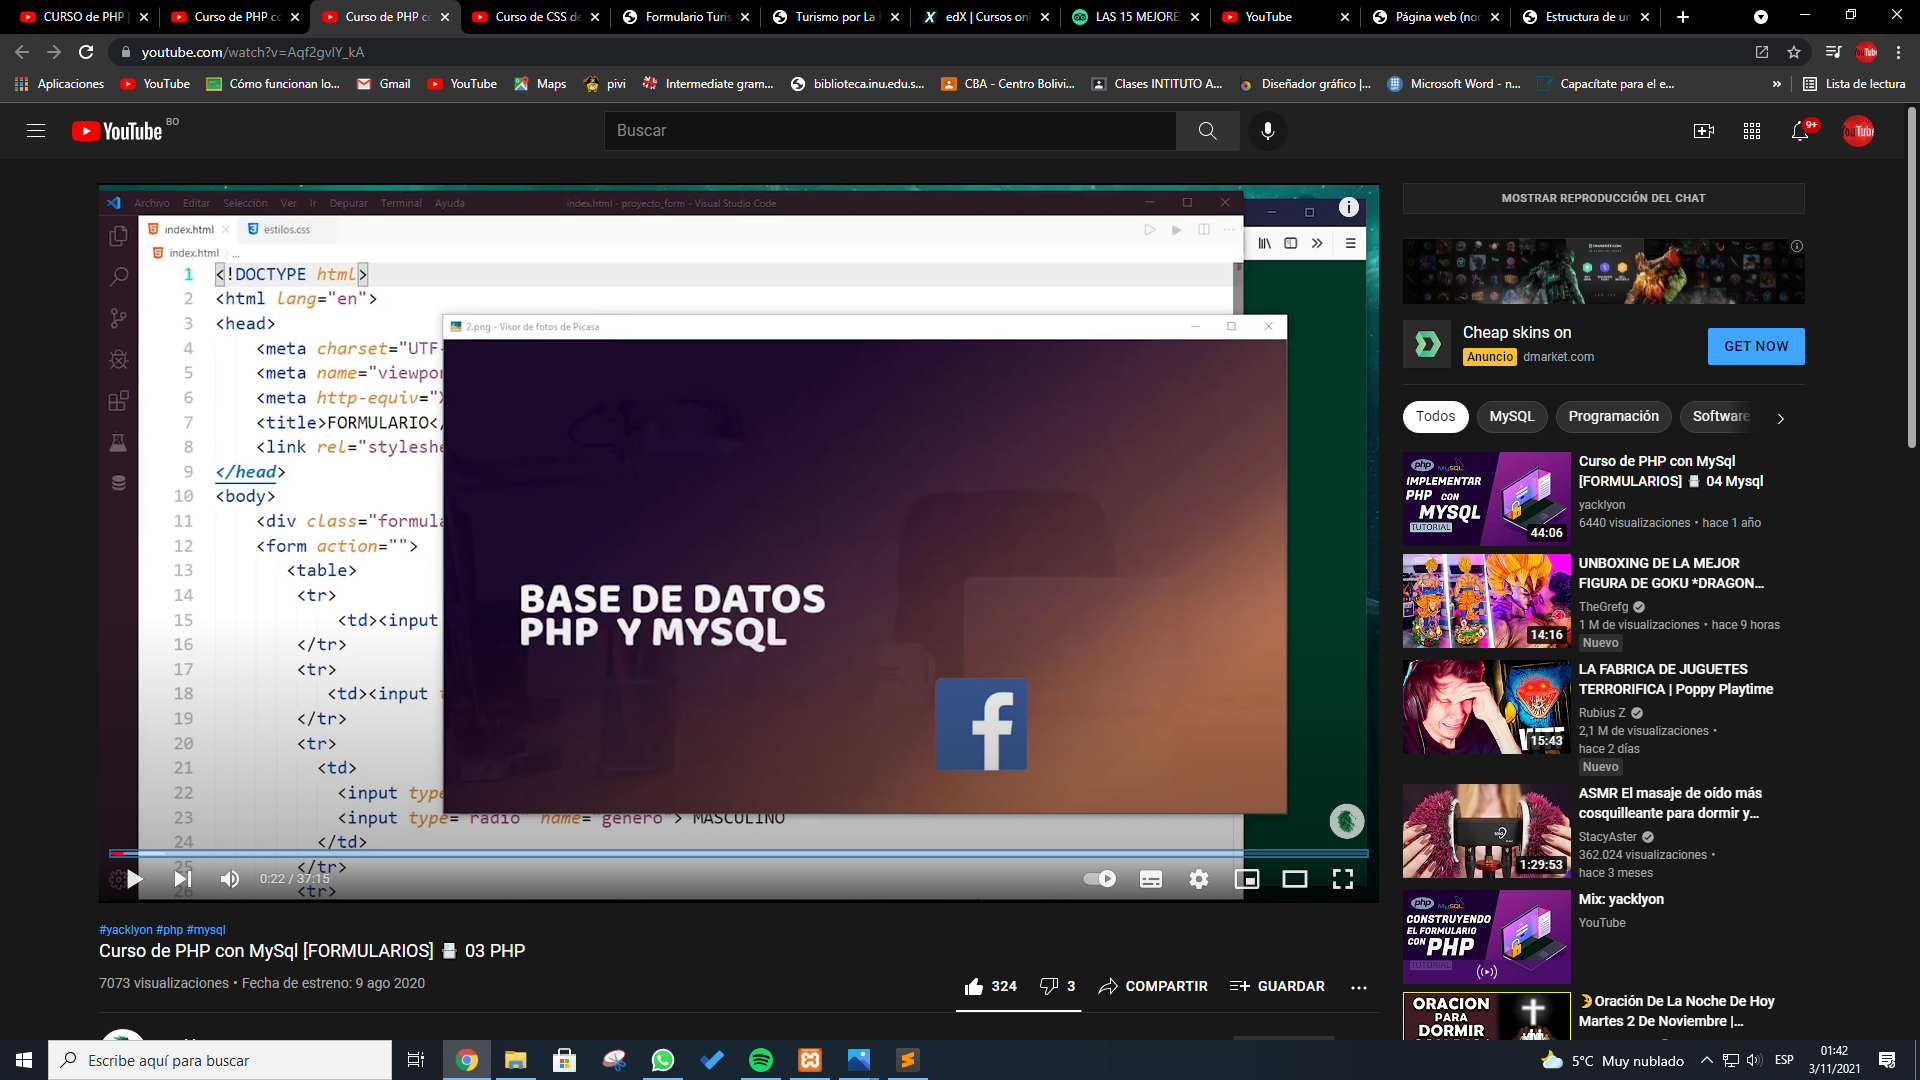 CURSO de PHP |
Curso de PHP co
Curso de PHP co
Curso de CSS de
Formulario Turis
Turismo por La P
edX | Cursos onl
LAS 15 MEJORES
YouTube
Página web (nor
Estructura de un
youtube.com/watch?v=Aqf2gvIY_kA
Aplicaciones
YouTube
Cómo funcionan lo...
Gmail
YouTube
Maps
pivi
Intermediate gram...
biblioteca.inu.edu.s...
CBA - Centro Bolivi...
Clases INTITUTO A...
Diseñador gráfico |...
Microsoft Word - n...
Capacítate para el e...
»
Lista de lectura
YouTube BO
Buscar
9+
Archivo Editar Selección Ver Ir Depurar Terminal Ayuda
index.html - proyecto_form - Visual Studio Code
index.html
estilos.css
index.html > ...
1 <!DOCTYPE html>
2 <html lang="en">
3 <head>
4 <meta charset="UTF-
5 <meta name="viewpor
6 <meta http-equiv="X
7 <title>FORMULARIO</
8 <link rel="styleshe
9 </head>
10 <body>
11 <div class="formula
12 <form action="">
13 <table>
14 <tr>
15 <td><input
16 </tr>
17 <tr>
18 <td><input
19 </tr>
20 <tr>
21 <td>
22 <input type
23 <input type="radio" name="genero"> MASCULINO
24 </td>
25 </tr>
26 <tr>
2.png - Visor de fotos de Picasa
BASE DE DATOS
PHP Y MYSQL
f
0:22 / 37:15
#yacklyon #php #mysql
Curso de PHP con MySql [FORMULARIOS] 03 PHP
7073 visualizaciones • Fecha de estreno: 9 ago 2020
324
3
COMPARTIR
GUARDAR
MOSTRAR REPRODUCCIÓN DEL CHAT
Cheap skins on
Anuncio dmarket.com
GET NOW
Todos
MySQL
Programación
Software
php MySQL
IMPLEMENTAR
PHP CON
MYSQL
TUTORIAL
44:06
Curso de PHP con MySql
[FORMULARIOS] 04 Mysql
yacklyon
6440 visualizaciones • hace 1 año
14:16
UNBOXING DE LA MEJOR
FIGURA DE GOKU *DRAGON...
TheGrefg
1 M de visualizaciones • hace 9 horas
Nuevo
15:43
LA FABRICA DE JUGUETES
TERRORIFICA | Poppy Playtime
Rubius Z
2,1 M de visualizaciones •
hace 2 días
Nuevo
1:29:53
ASMR El masaje de oído más
cosquilleante para dormir y...
StacyAster
362.024 visualizaciones •
hace 3 meses
php MySQL
CONSTRUYENDO
EL FORMULARIO
CON PHP
TUTORIAL
Mix: yacklyon
YouTube
ORACION
PARA
DORMIR
Oración De La Noche De Hoy
Martes 2 De Noviembre |...
Escribe aquí para buscar
5°C Muy nublado
ESP
01:42
3/11/2021